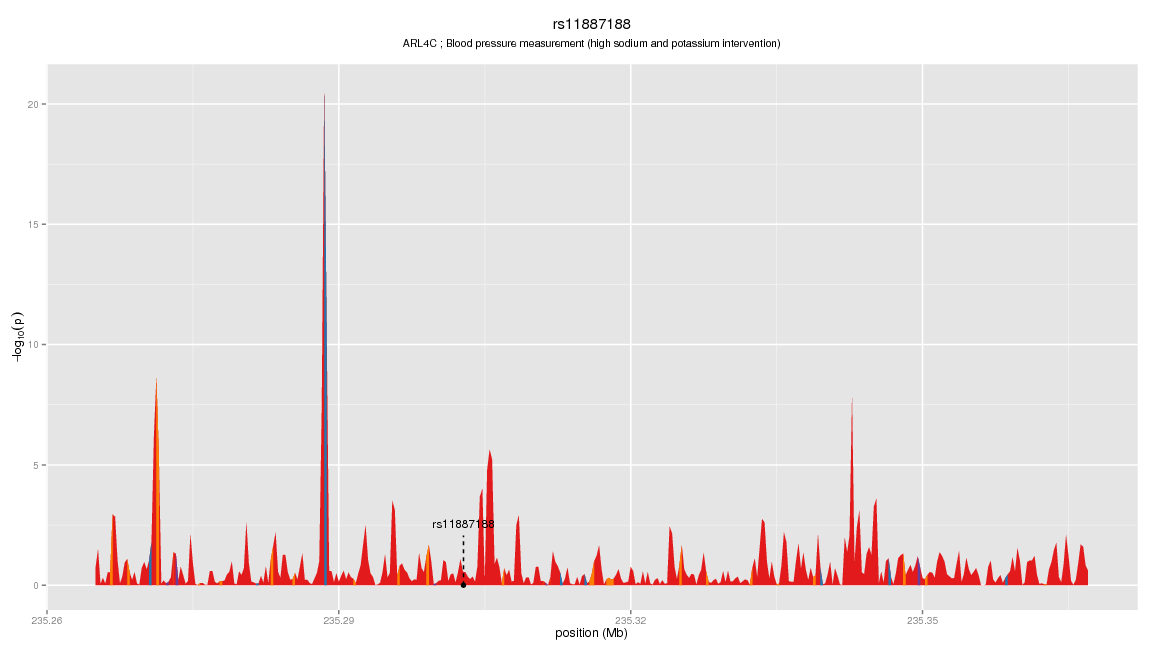 rs11887188
ARL4C ; Blood pressure measurement (high sodium and potassium intervention)
20
15
10
5
0
−log10(p)
rs11887188
235.26
235.29
235.32
235.35
position (Mb)